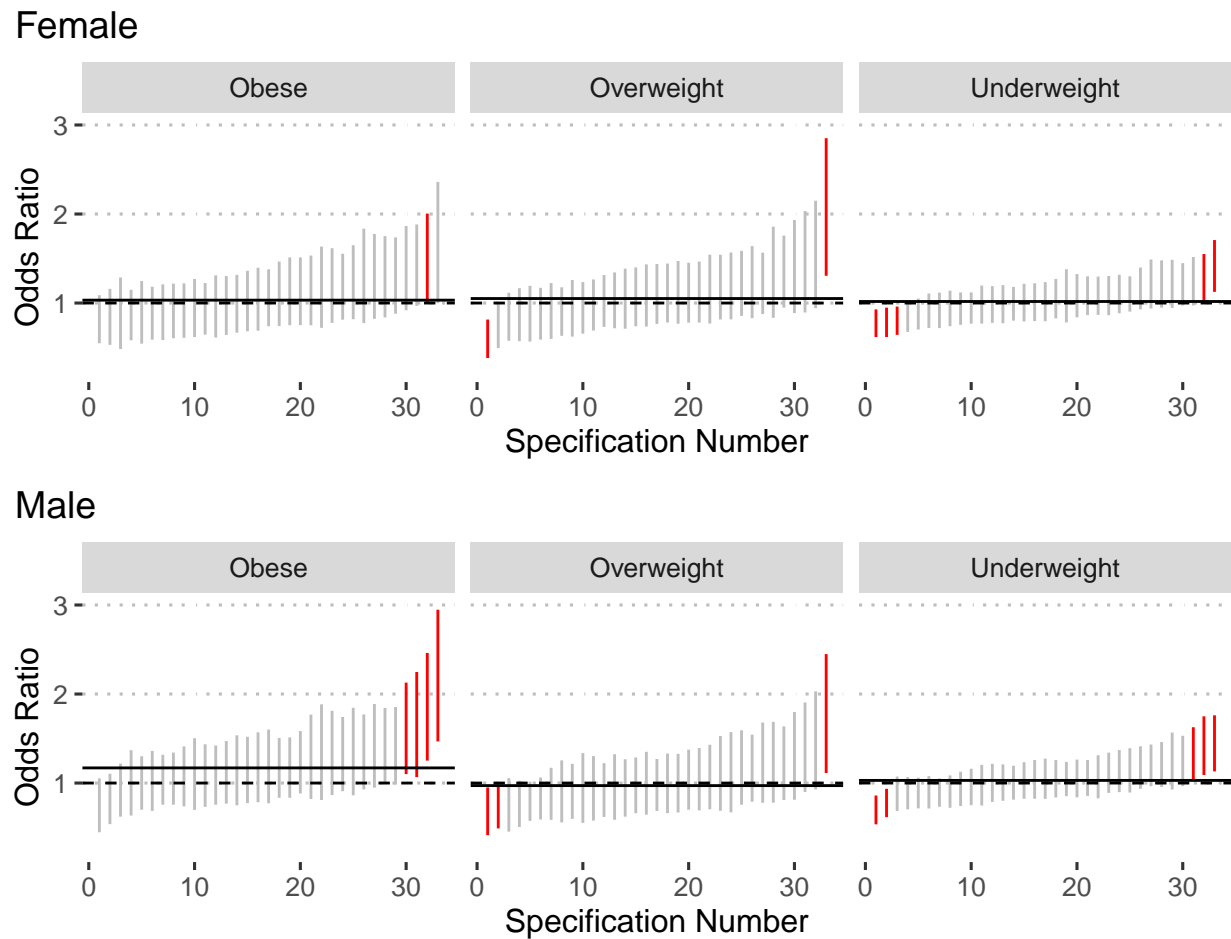 Female
Obese Overweight Underweight
3
2
1
Odds Ratio
0 10 20 30 0 10 20 30 0 10 20 30
Specification Number
Male
Obese Overweight Underweight
3
2
1
Odds Ratio
0 10 20 30 0 10 20 30 0 10 20 30
Specification Number